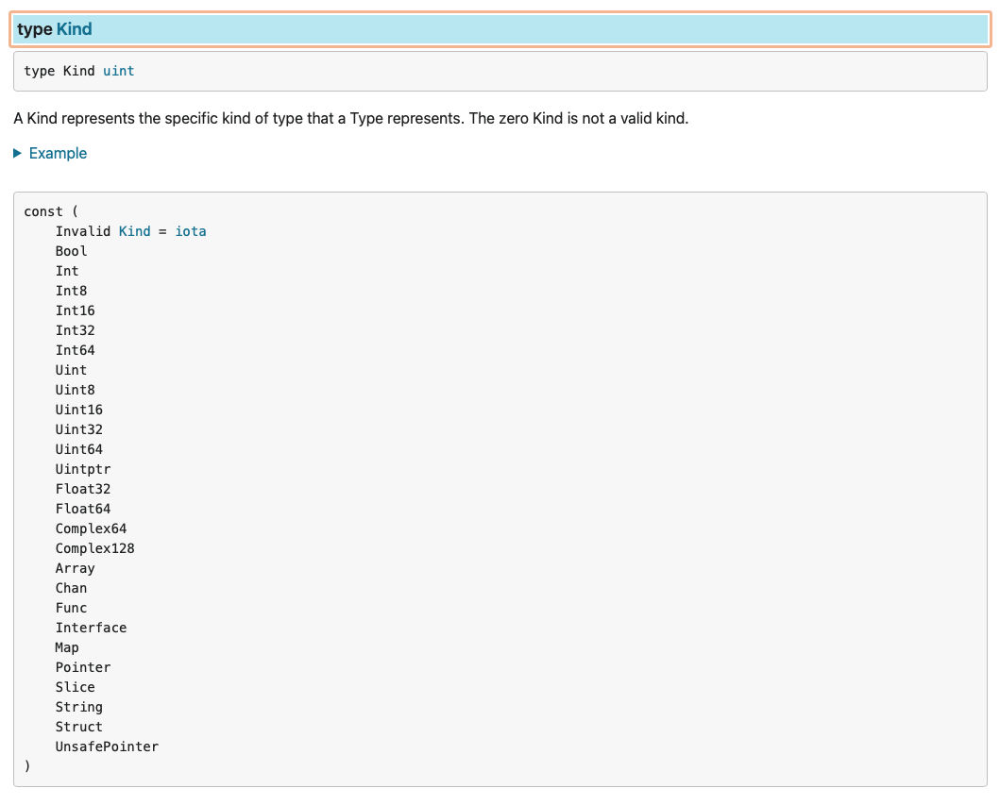 type Kind
type Kind uint
A Kind represents the specific kind of type that a Type represents. The zero Kind is not a valid kind.
Example
const (
    Invalid Kind = iota
    Bool
    Int
    Int8
    Int16
    Int32
    Int64
    Uint
    Uint8
    Uint16
    Uint32
    Uint64
    Uintptr
    Float32
    Float64
    Complex64
    Complex128
    Array
    Chan
    Func
    Interface
    Map
    Pointer
    Slice
    String
    Struct
    UnsafePointer
)